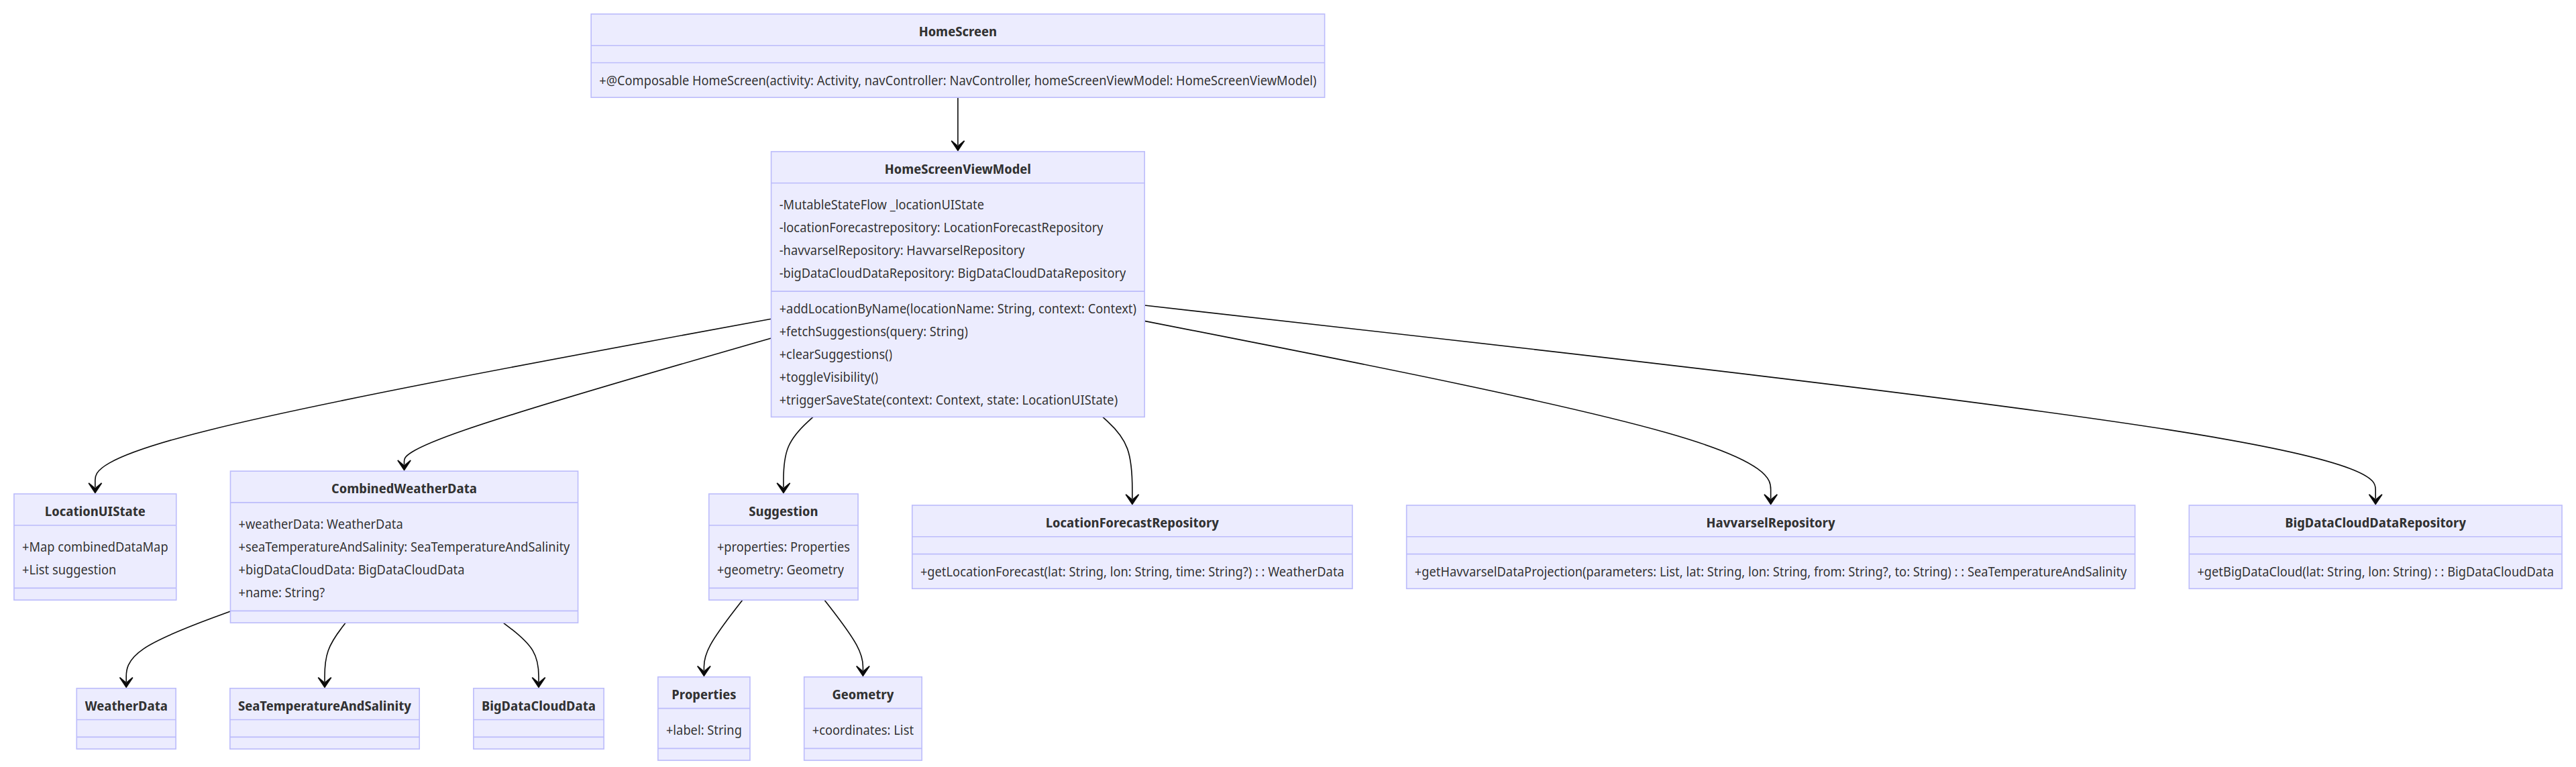 HomeScreen
+@Composable HomeScreen(activity: Activity, navController: NavController, homeScreenViewModel: HomeScreenViewModel)
HomeScreenViewModel
-MutableStateFlow _locationUIState
-locationForecastrepository: LocationForecastRepository
-havvarselRepository: HavvarselRepository
-bigDataCloudDataRepository: BigDataCloudDataRepository
+addLocationByName(locationName: String, context: Context)
+fetchSuggestions(query: String)
+clearSuggestions()
+toggleVisibility()
+triggerSaveState(context: Context, state: LocationUIState)
LocationUIState
+Map combinedDataMap
+List suggestion
CombinedWeatherData
+weatherData: WeatherData
+seaTemperatureAndSalinity: SeaTemperatureAndSalinity
+bigDataCloudData: BigDataCloudData
+name: String?
Suggestion
+properties: Properties
+geometry: Geometry
LocationForecastRepository
+getLocationForecast(lat: String, lon: String, time: String?) : : WeatherData
HavvarselRepository
+getHavvarselDataProjection(parameters: List, lat: String, lon: String, from: String?, to: String) : : SeaTemperatureAndSalinity
BigDataCloudDataRepository
+getBigDataCloud(lat: String, lon: String) : : BigDataCloudData
WeatherData
SeaTemperatureAndSalinity
BigDataCloudData
Properties
+label: String
Geometry
+coordinates: List